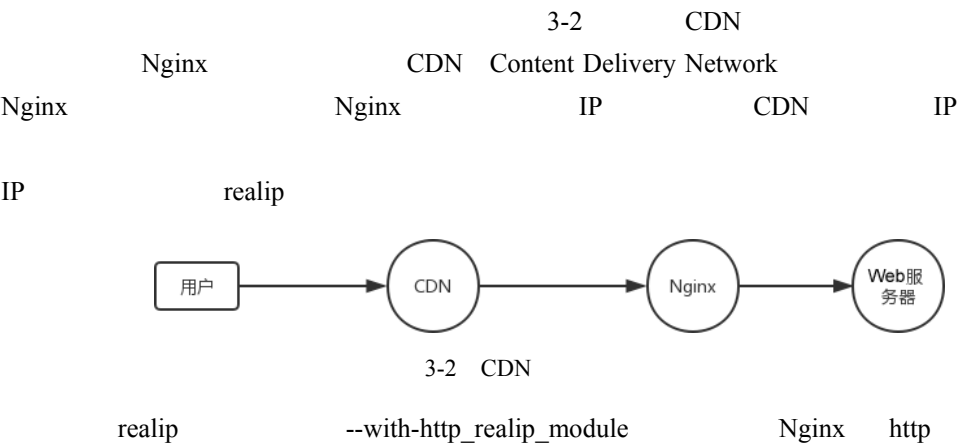 3-2 CDN
Nginx CDN Content Delivery Network
Nginx Nginx IP CDN IP
IP realip
用户 CDN Nginx Web服
务器
3-2 CDN
realip --with-http_realip_module Nginx http